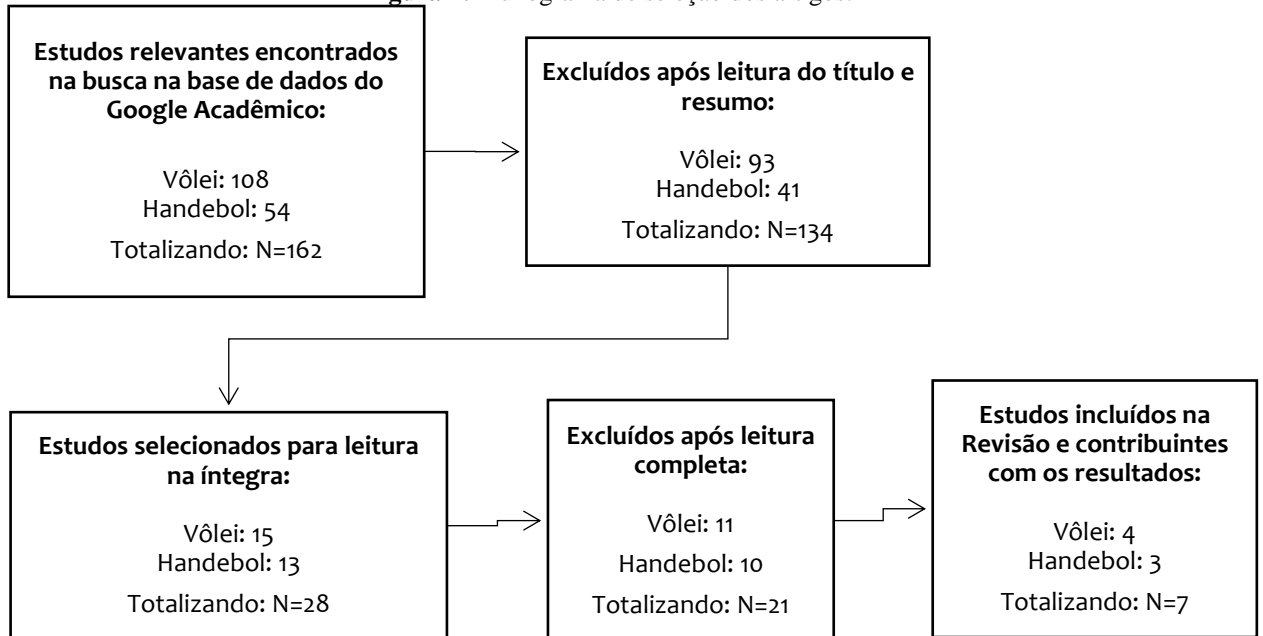 Estudos relevantes encontrados
na busca na base de dados do
Google Acadêmico:
Vôlei: 108
Handebol: 54
Totalizando: N=162
Excluídos após leitura do título e
resumo:
Vôlei: 93
Handebol: 41
Totalizando: N=134
Estudos selecionados para leitura
na íntegra:
Vôlei: 15
Handebol: 13
Totalizando: N=28
Excluídos após leitura
completa:
Vôlei: 11
Handebol: 10
Totalizando: N=21
Estudos incluídos na
Revisão e contribuintes
com os resultados:
Vôlei: 4
Handebol: 3
Totalizando: N=7